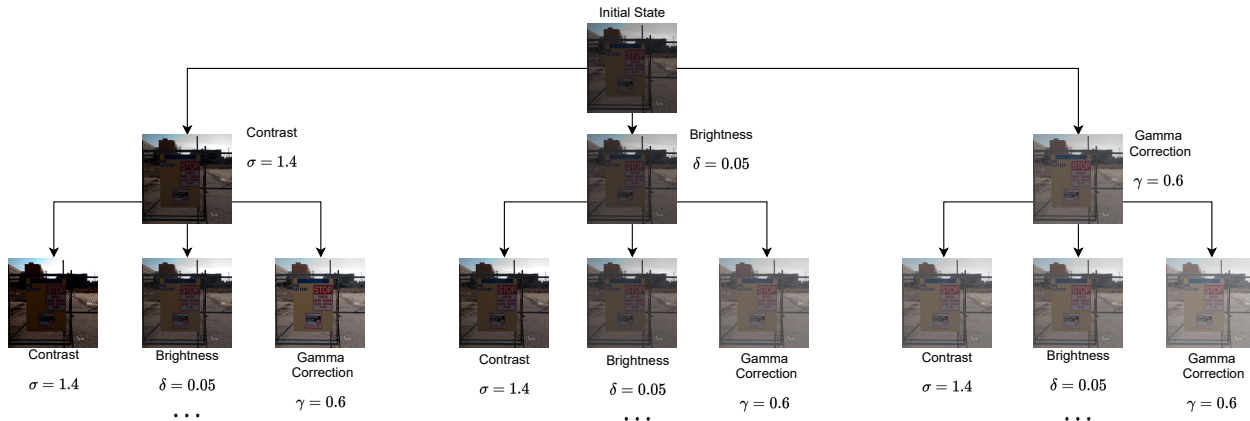 Initial State
Contrast
σ = 1.4
Brightness
δ = 0.05
Gamma
Correction
γ = 0.6
STOP
STOP
Contrast
σ = 1.4
Brightness
δ = 0.05
• • •
Gamma
Correction
γ = 0.6
Contrast
σ = 1.4
Brightness
δ = 0.05
• • •
Gamma
Correction
γ = 0.6
Contrast
σ = 1.4
Brightness
δ = 0.05
• • •
Gamma
Correction
γ = 0.6